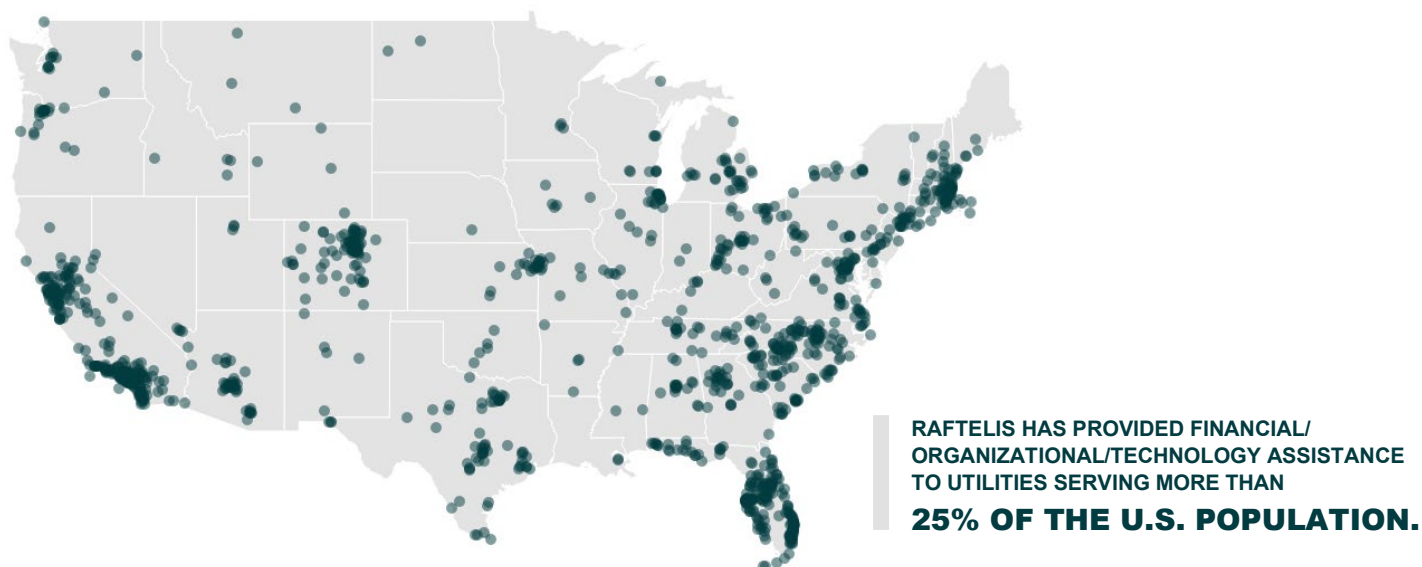 RAFTELIS HAS PROVIDED FINANCIAL/
ORGANIZATIONAL/TECHNOLOGY ASSISTANCE
TO UTILITIES SERVING MORE THAN
25% OF THE U.S. POPULATION.